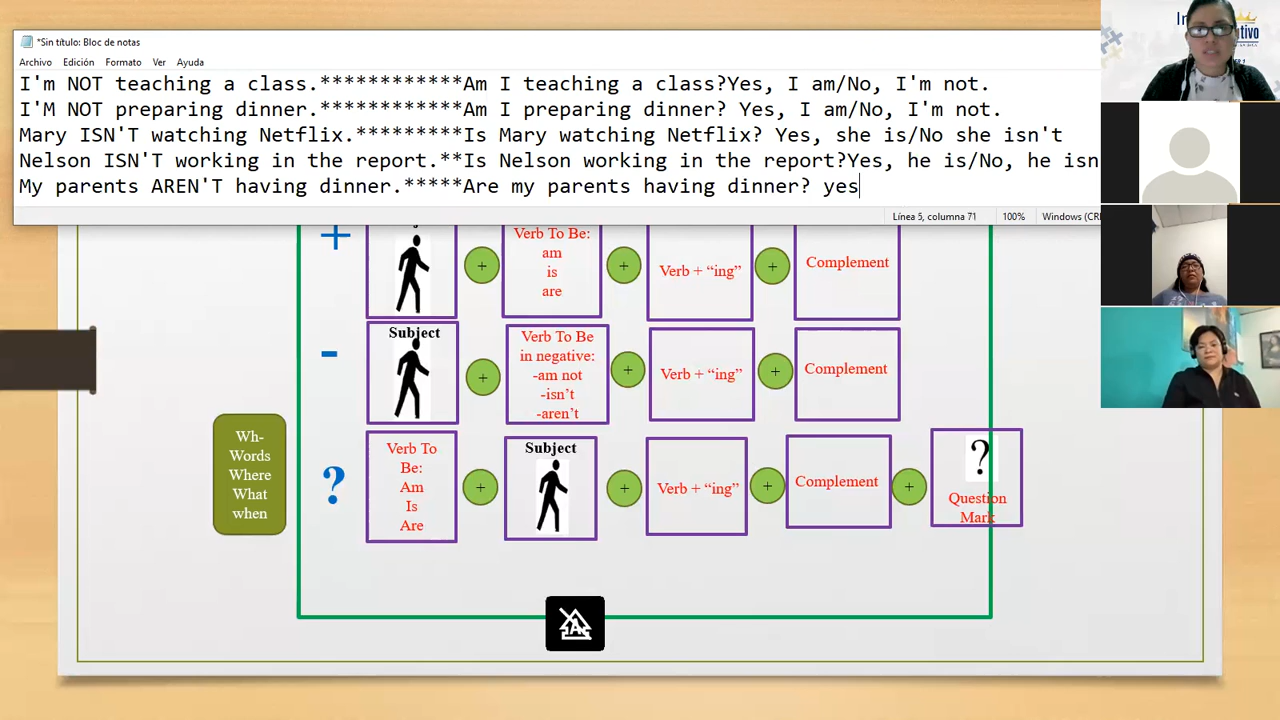 *Sin título: Bloc de notas
Archivo Edición Formato Ver Ayuda
I'm NOT teaching a class.************Am I teaching a class?Yes, I am/No, I'm not.
I'M NOT preparing dinner.************Am I preparing dinner? Yes, I am/No, I'm not.
Mary ISN'T watching Netflix.*********Is Mary watching Netflix? Yes, she is/No she isn't
Nelson ISN'T working in the report.**Is Nelson working in the report?Yes, he is/No, he isn
My parents AREN'T having dinner.*****Are my parents having dinner? yes
Línea 5, columna 71 100% Windows
+
Verb To Be:
am
is
are
Verb + “ing”
Complement
+ + +
-
Subject
Verb To Be
in negative:
-am not
-isn’t
-aren’t
Verb + “ing”
Complement
+ + +
Wh-
Words
Where
What
when
?
Verb To
Be:
Am
Is
Are
Subject
Verb + “ing”
Complement
?
Question
Mark
+ + + +